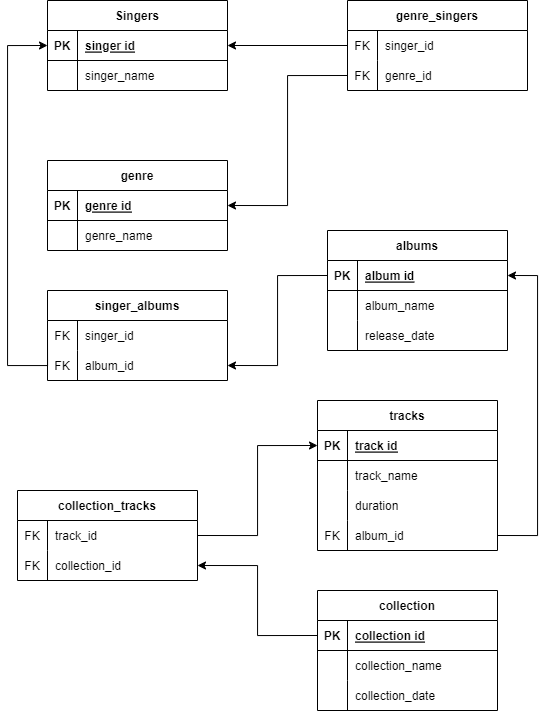 Singers
PK singer id
singer_name
genre_singers
FK singer_id
FK genre_id
genre
PK genre id
genre_name
albums
PK album id
album_name
release_date
singer_albums
FK singer_id
FK album_id
tracks
PK track id
track_name
duration
FK album_id
collection_tracks
FK track_id
FK collection_id
collection
PK collection id
collection_name
collection_date